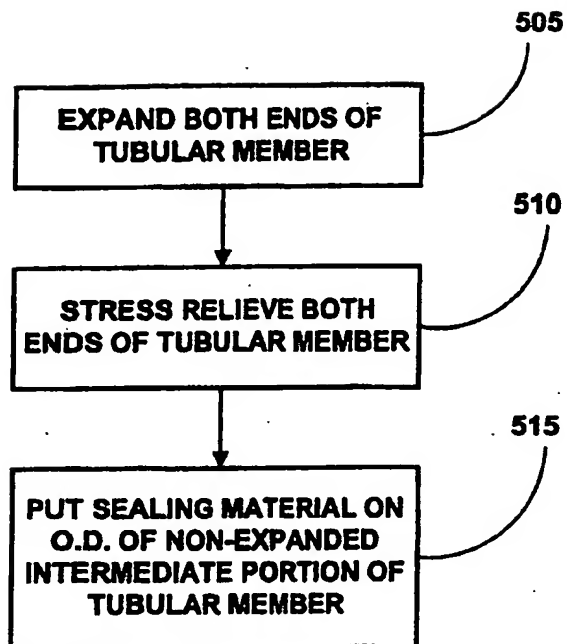 505
EXPAND BOTH ENDS OF
TUBULAR MEMBER
510
STRESS RELIEVE BOTH
ENDS OF TUBULAR MEMBER
515
PUT SEALING MATERIAL ON
O.D. OF NON-EXPANDED
INTERMEDIATE PORTION OF
TUBULAR MEMBER